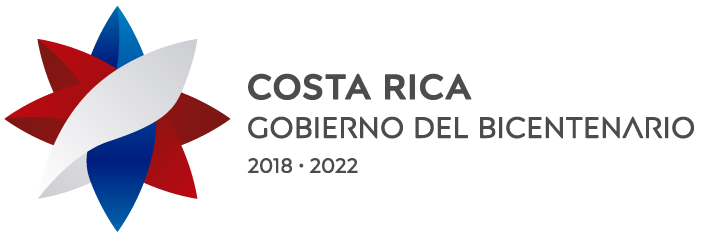 COSTA RICA
GOBIERNO DEL BICENTENARIO
2018 · 2022